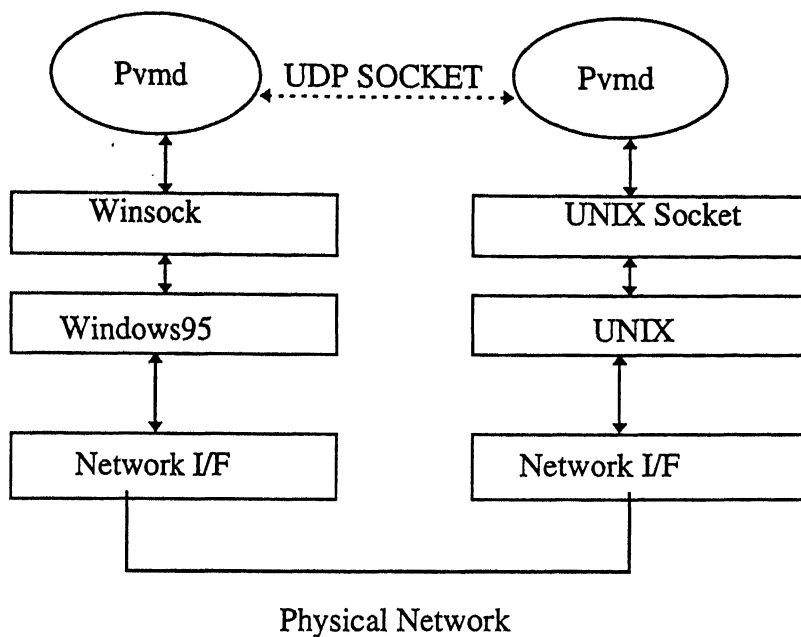 Pvmd
UDP SOCKET
Pvmd
Winsock
UNIX Socket
Windows95
UNIX
Network I/F
Network I/F
Physical Network